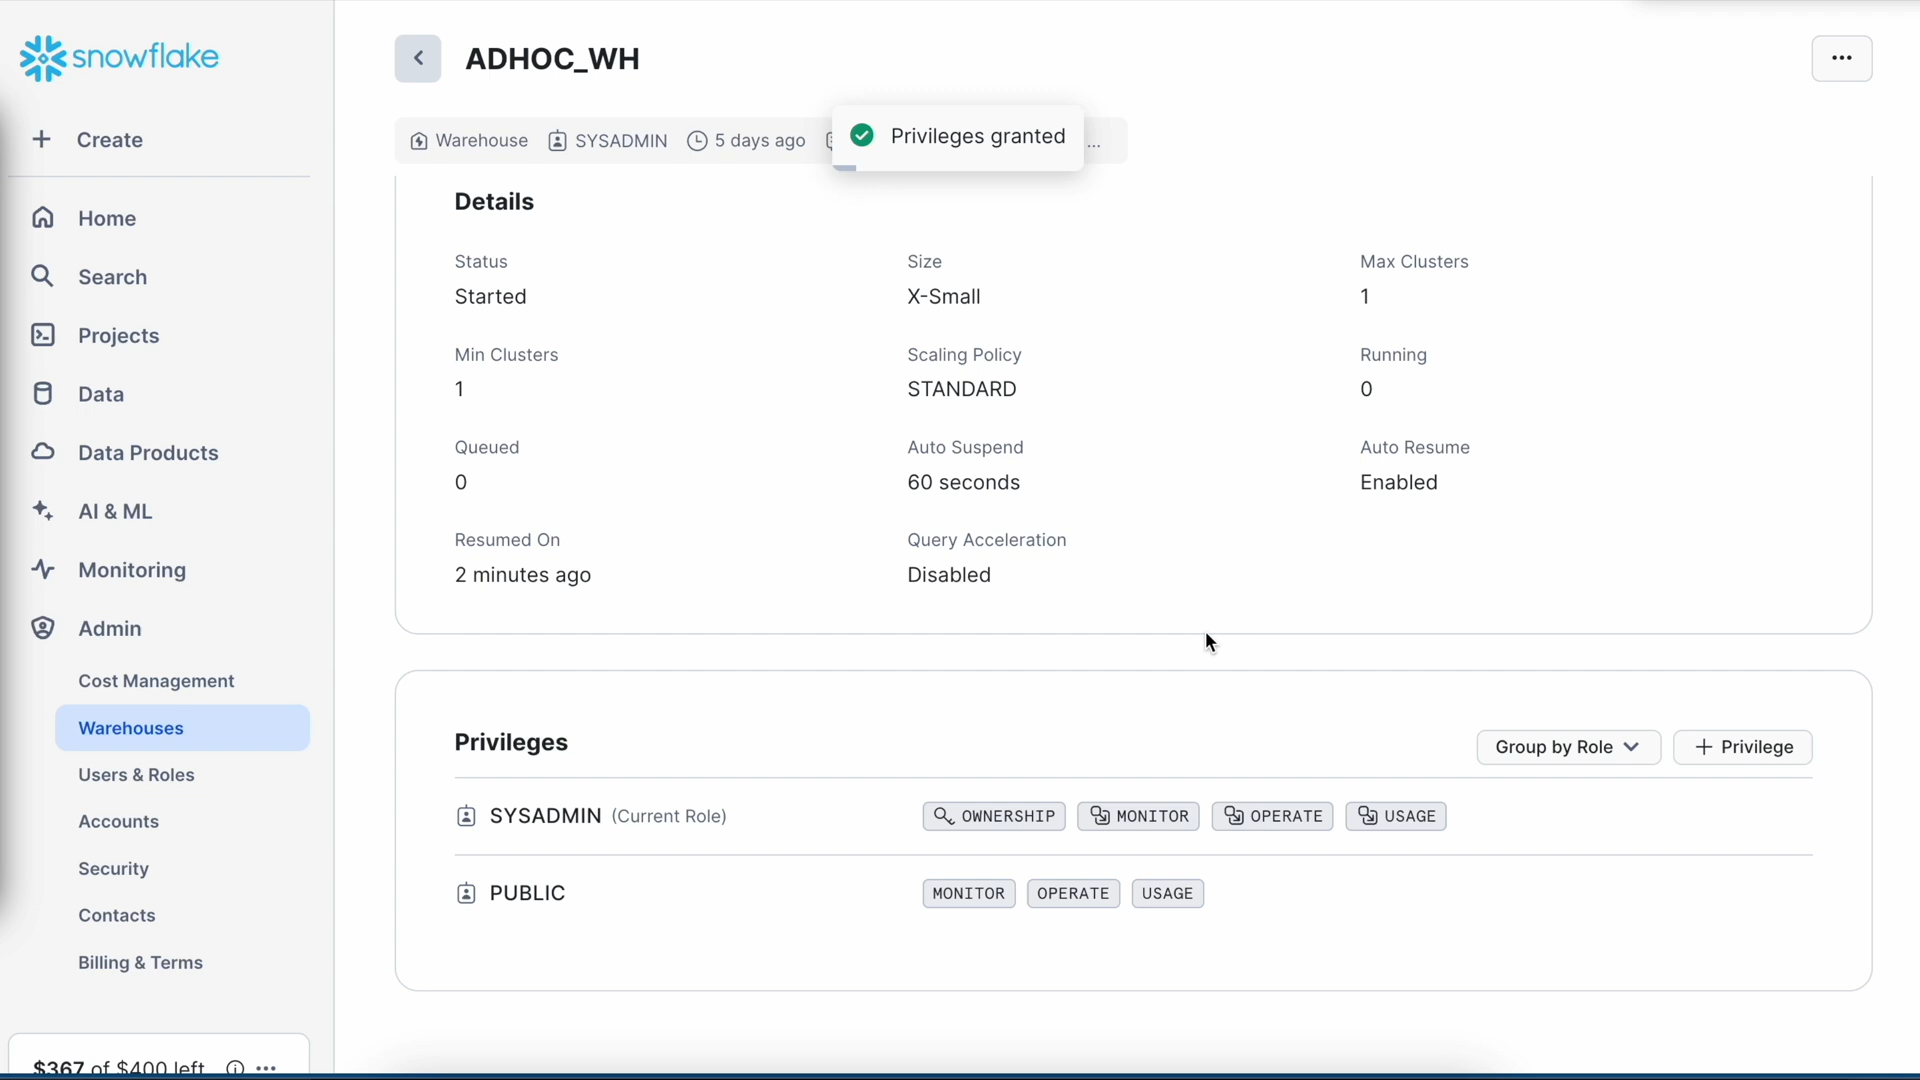 snowflake
Create
Home
Search
Projects
Data
Data Products
AI & ML
Monitoring
Admin
Cost Management
Warehouses
Users & Roles
Accounts
Security
Contacts
Billing & Terms
$367 of $400 left
ADHOC_WH
Warehouse SYSADMIN 5 days ago ...
Privileges granted
Details
Status Size Max Clusters
Started X-Small 1
Min Clusters Scaling Policy Running
1 STANDARD 0
Queued Auto Suspend Auto Resume
0 60 seconds Enabled
Resumed On Query Acceleration
2 minutes ago Disabled
Privileges Group by Role + Privilege
SYSADMIN (Current Role) OWNERSHIP MONITOR OPERATE USAGE
PUBLIC MONITOR OPERATE USAGE